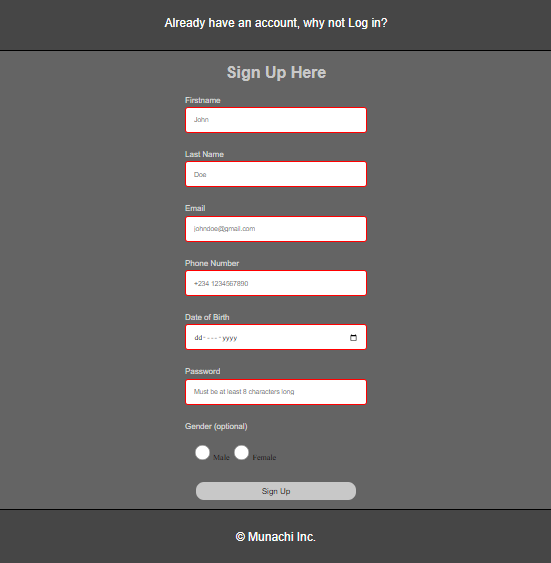 Already have an account, why not Log in?
Sign Up Here
Firstname
John
Last Name
Doe
Email
johndoe@gmail.com
Phone Number
+234 1234567890
Date of Birth
dd----yyyy
Password
Must be at least 8 characters long
Gender (optional)
Male Female
Sign Up
© Munachi Inc.